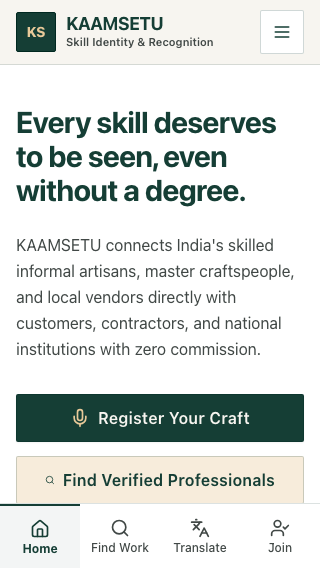 KS
KAAMSETU
Skill Identity & Recognition
Every skill deserves
to be seen, even
without a degree.
KAAMSETU connects India's skilled
informal artisans, master craftspeople,
and local vendors directly with
customers, contractors, and national
institutions with zero commission.
Register Your Craft
Find Verified Professionals
Home
Find Work
Translate
Join